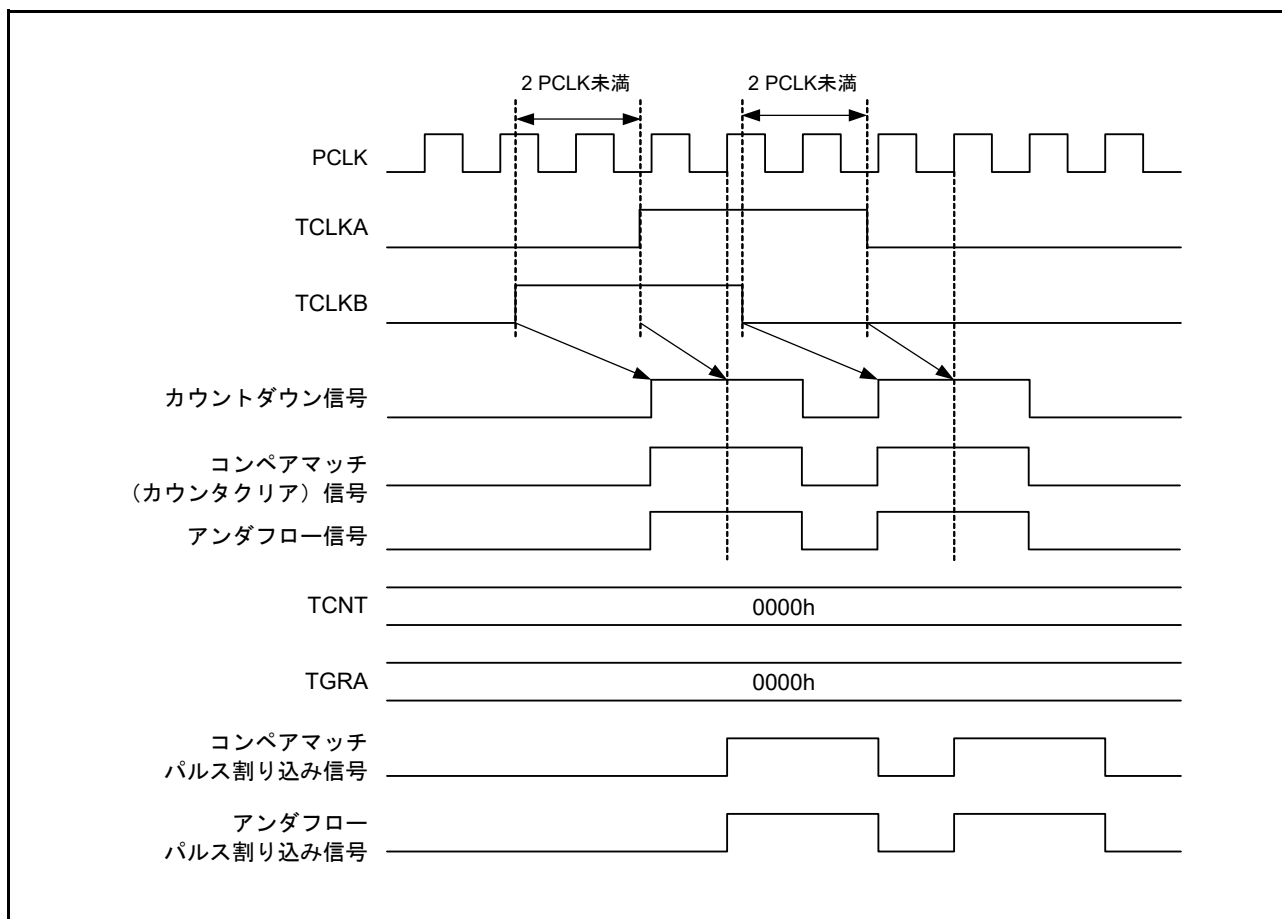 2 PCLK未満 2 PCLK未満
PCLK
TCLKA
TCLKB
カウントダウン信号
コンペアマッチ
（カウンタクリア）信号
アンダフロー信号
TCNT 0000h
TGRA 0000h
コンペアマッチ
パルス割り込み信号
アンダフロー
パルス割り込み信号